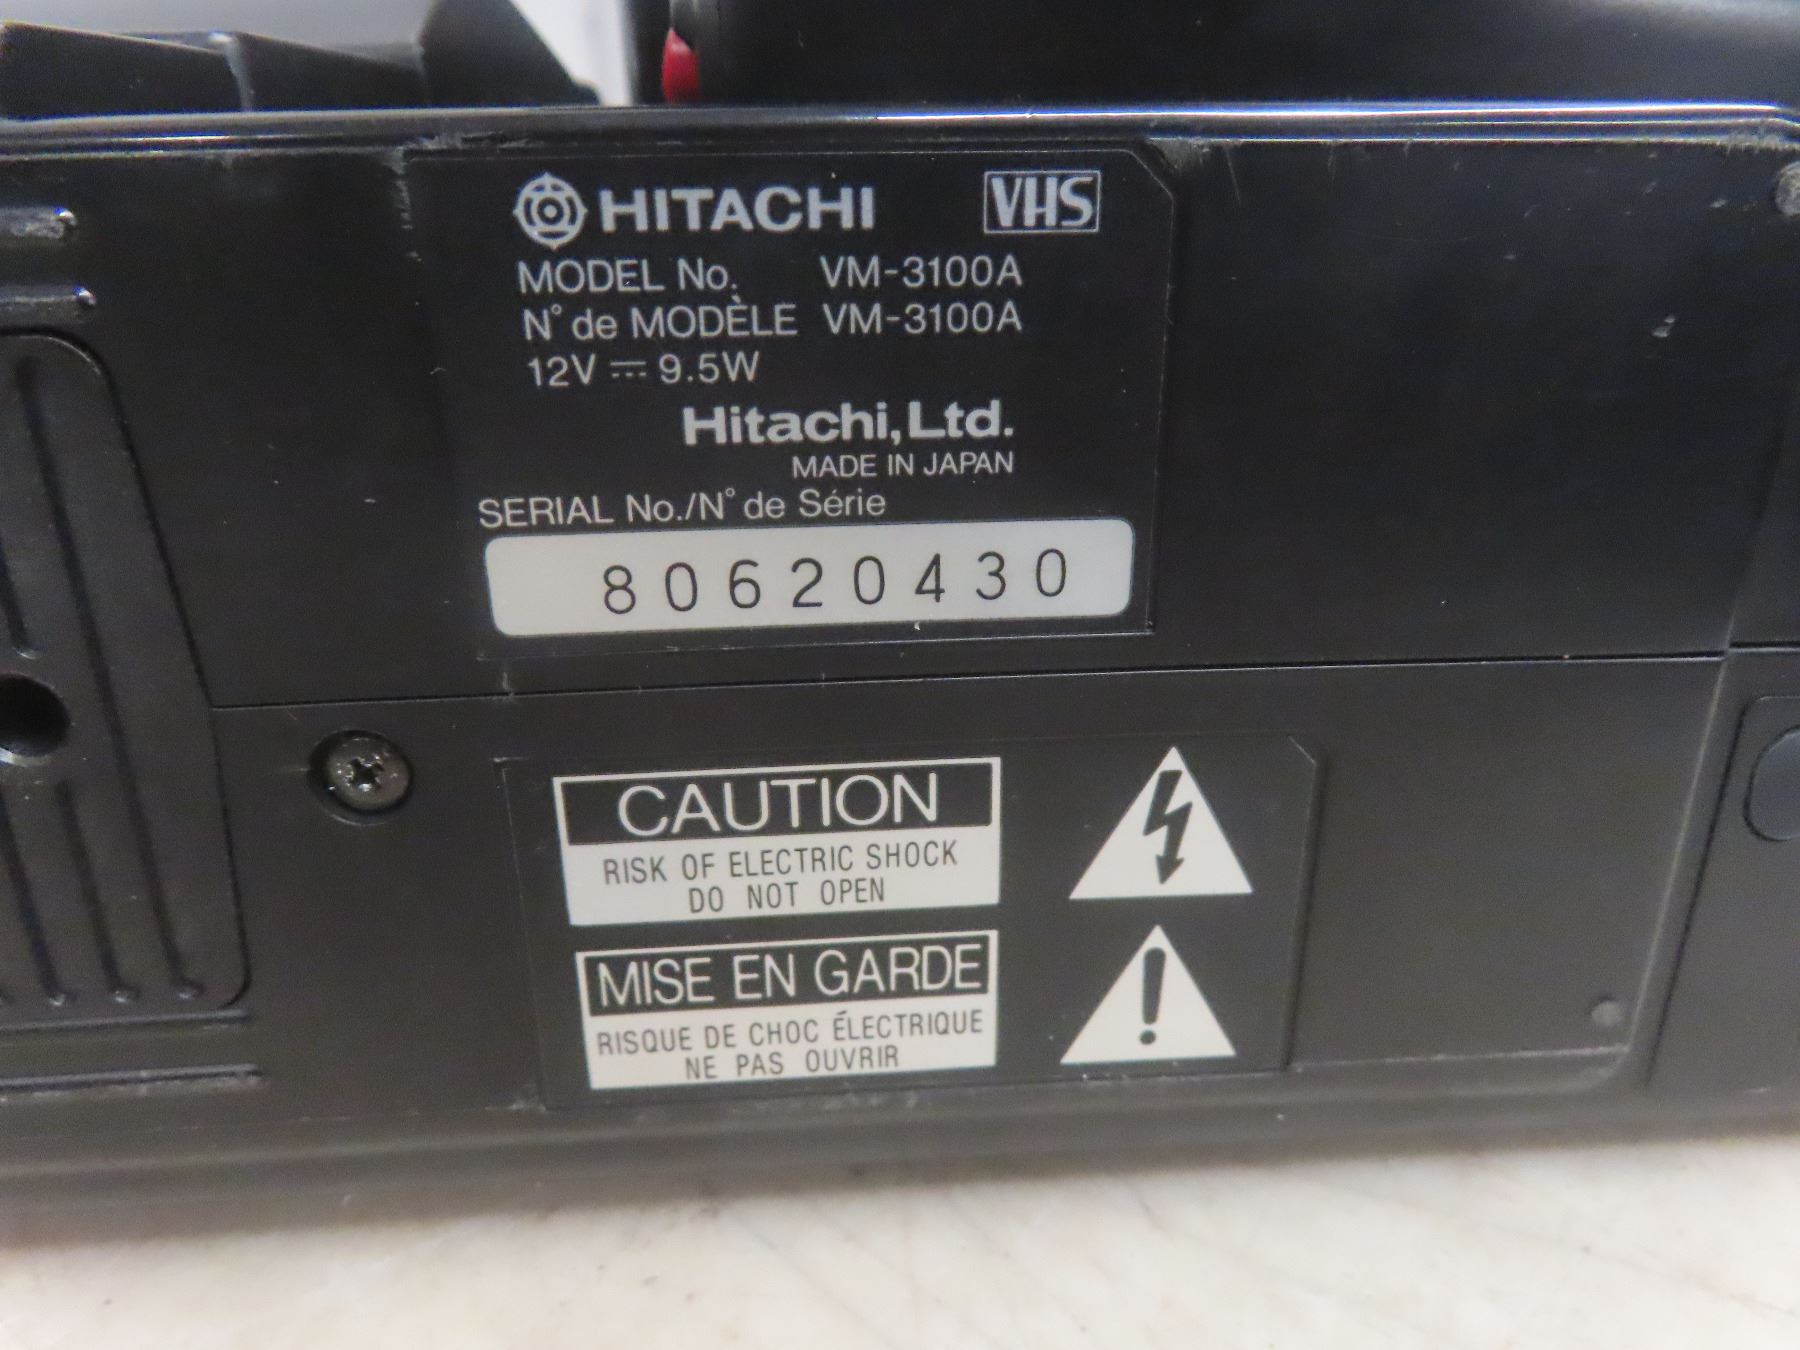 HITACHI VHS
MODEL No. VM-3100A
N° de MODÈLE VM-3100A
12V ⎓ 9.5W
Hitachi, Ltd.
MADE IN JAPAN
SERIAL No./N° de Série
80620430
CAUTION
RISK OF ELECTRIC SHOCK
DO NOT OPEN
MISE EN GARDE
RISQUE DE CHOC ÉLECTRIQUE
NE PAS OUVRIR